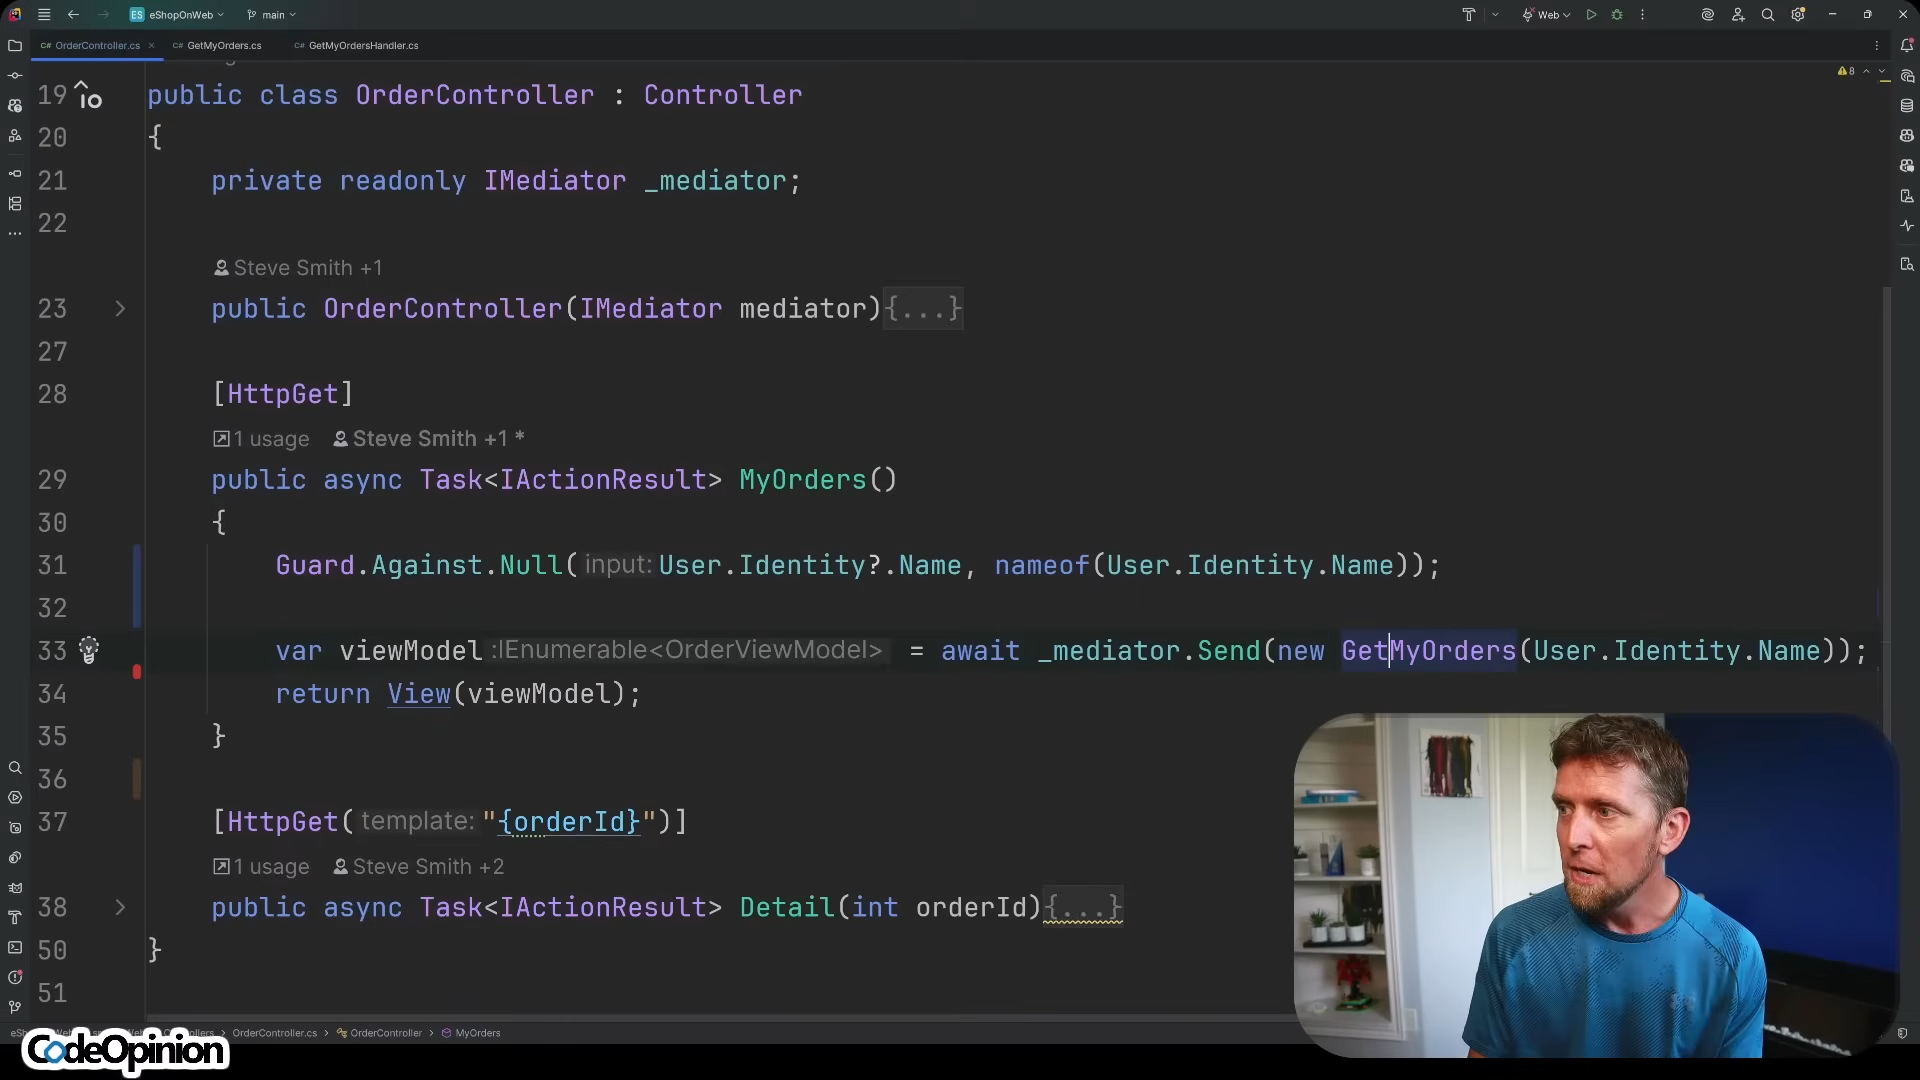 ES eShopOnWeb main Web
C# OrderController.cs C# GetMyOrders.cs C# GetMyOrdersHandler.cs
8
19 public class OrderController : Controller
20 {
21 private readonly IMediator _mediator;
22
Steve Smith +1
23 public OrderController(IMediator mediator){...}
27
28 [HttpGet]
1 usage Steve Smith +1 *
29 public async Task<IActionResult> MyOrders()
30 {
31 Guard.Against.Null( input: User.Identity?.Name, nameof(User.Identity.Name));
32
33 var viewModel :IEnumerable<OrderViewModel> = await _mediator.Send(new GetMyOrders(User.Identity.Name));
34 return View(viewModel);
35 }
36
37 [HttpGet( template: "{orderId}")]
1 usage Steve Smith +2
38 public async Task<IActionResult> Detail(int orderId){...}
50 }
51
OrderController.cs > OrderController > MyOrders
CodeOpinion